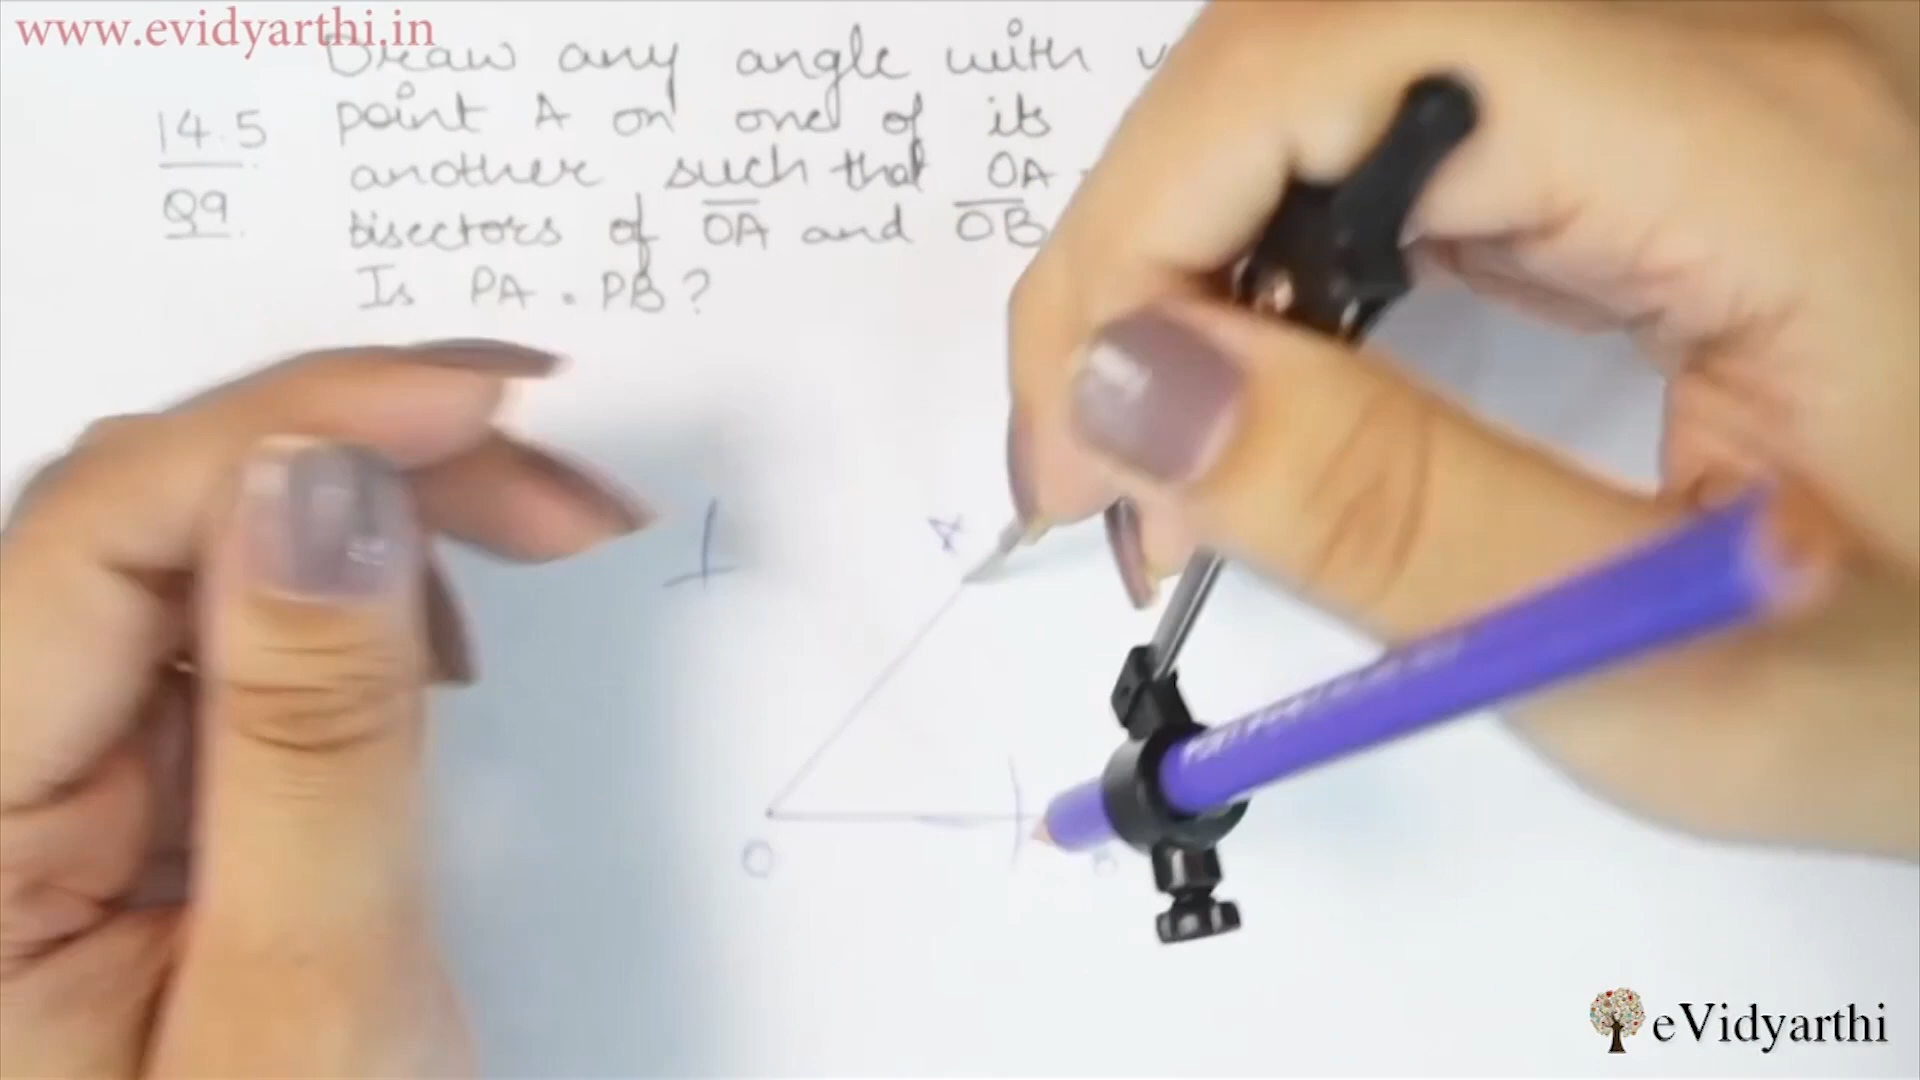 www.evidyarthi.in
Draw any angle with v
14.5 point A on one of its
another such that OA
Q9 bisectors of OA and OB
Is PA = PB?
A
O
B
eVidyarthi